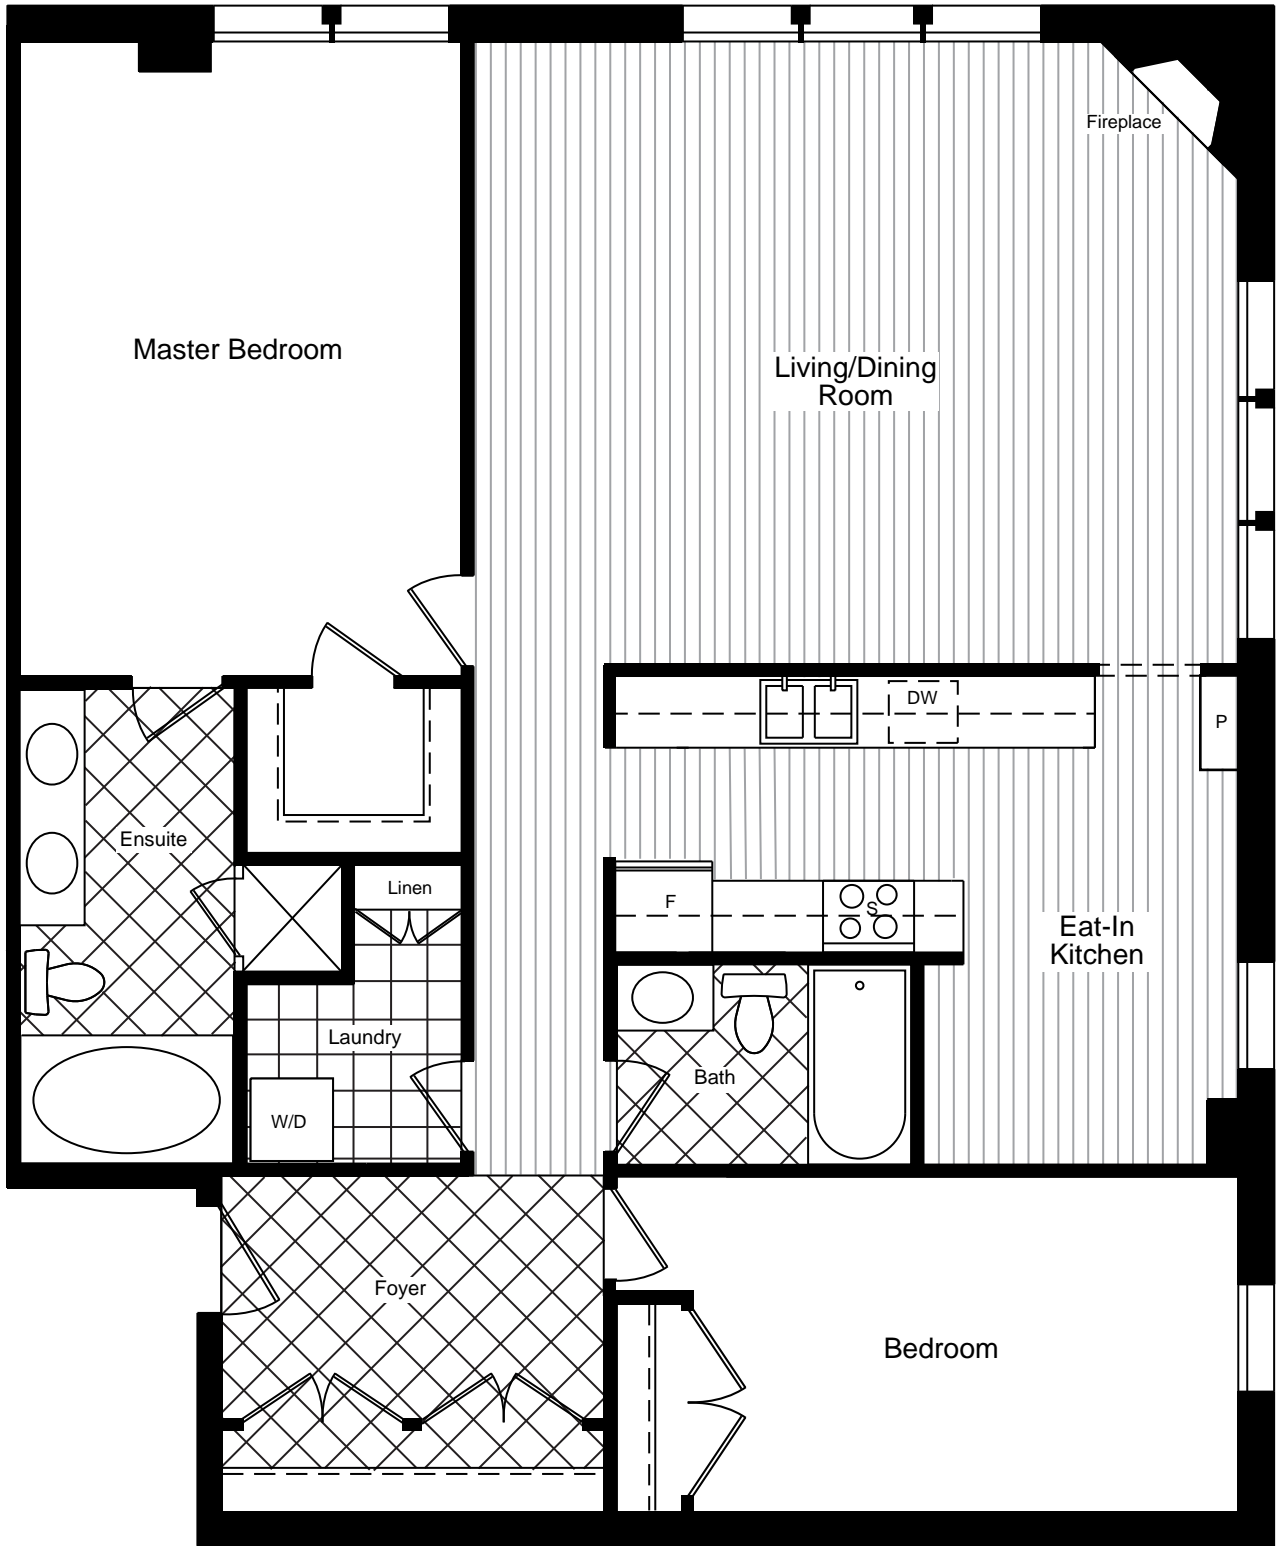 Fireplace
Master Bedroom
Living/Dining
Room
DW
P
Ensuite
Linen
F
S
Eat-In
Kitchen
Laundry
Bath
W/D
Foyer
Bedroom